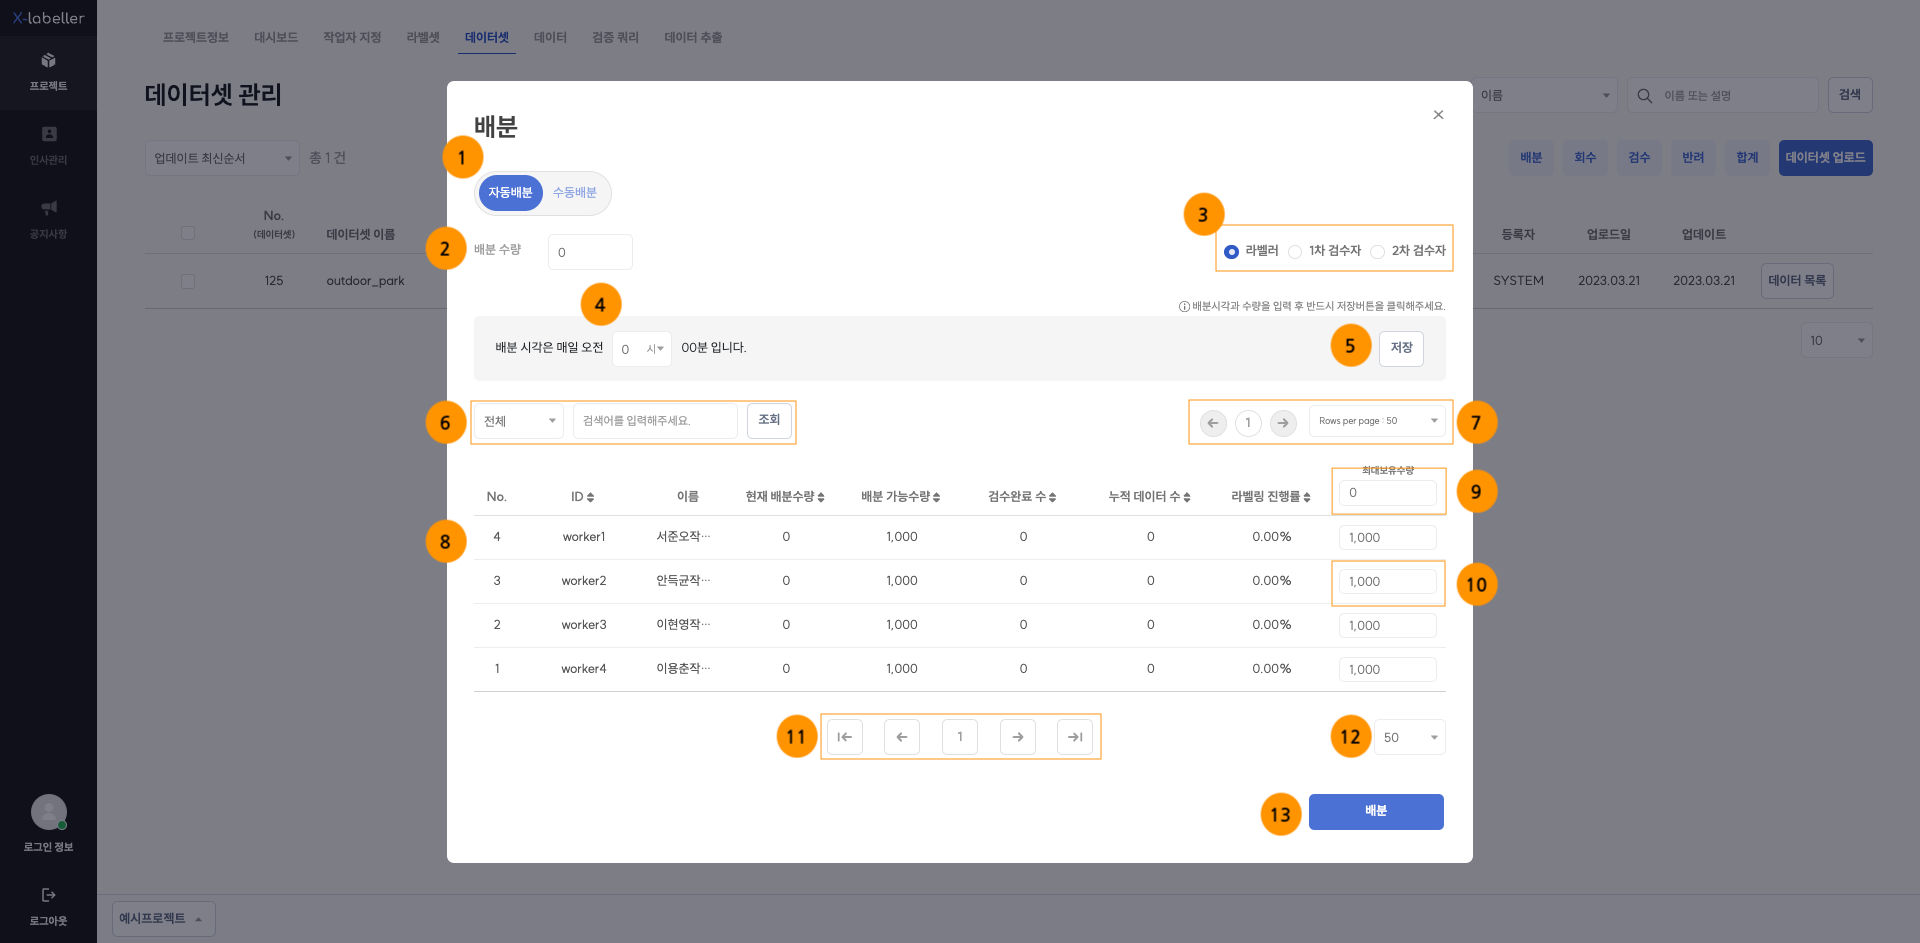 X-labeller
프로젝트
인사관리
공지사항
로그인 정보
로그아웃
프로젝트정보 대시보드 작업자 지정 라벨셋 데이터셋 데이터 검증 쿼리 데이터 추출
데이터셋 관리
이름
이름 또는 설명
검색
업데이트 최신순서
총 1 건
배분 회수 검수 반려 합계 데이터셋 업로드
No.
(데이터셋)
데이터셋 이름
등록자 업로드일 업데이트
125 outdoor_park
SYSTEM 2023.03.21 2023.03.21 데이터 목록
10
예시프로젝트
배분
×
1
자동배분 수동배분
2
배분 수량 0
3
라벨러 1차 검수자 2차 검수자
배분시각과 수량을 입력 후 반드시 저장버튼을 클릭해주세요.
4
배분 시각은 매일 오전 0 시 00분 입니다.
5
저장
6
전체 검색어를 입력해주세요. 조회
1 Rows per page : 50
7
최대보유수량
No. ID 이름 현재 배분수량 배분 가능수량 검수완료 수 누적 데이터 수 라벨링 진행률 0
9
8
4 worker1 서준오작… 0 1,000 0 0 0.00% 1,000
3 worker2 안득균작… 0 1,000 0 0 0.00% 1,000
10
2 worker3 이현영작… 0 1,000 0 0 0.00% 1,000
1 worker4 이용춘작… 0 1,000 0 0 0.00% 1,000
11
1
12
50
13
배분